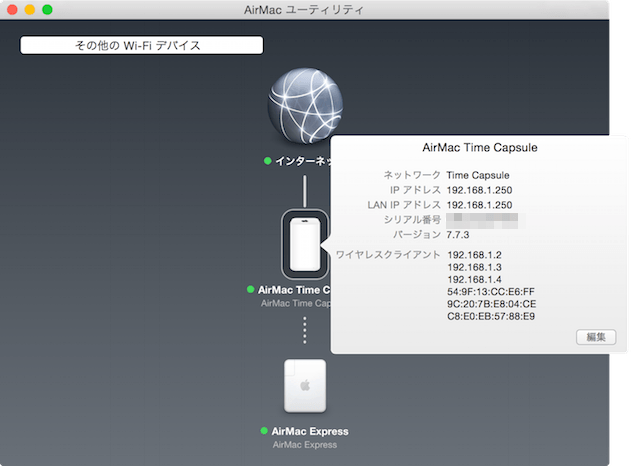 AirMac ユーティリティ
その他の Wi-Fi デバイス
インターネッ
AirMac Time C
AirMac Time Cap
AirMac Time Capsule
ネットワーク Time Capsule
IP アドレス 192.168.1.250
LAN IP アドレス 192.168.1.250
シリアル番号
バージョン 7.7.3
ワイヤレスクライアント 192.168.1.2
192.168.1.3
192.168.1.4
54:9F:13:CC:E6:FF
9C:20:7B:E8:04:CE
C8:E0:EB:57:88:E9
編集
AirMac Express
AirMac Express